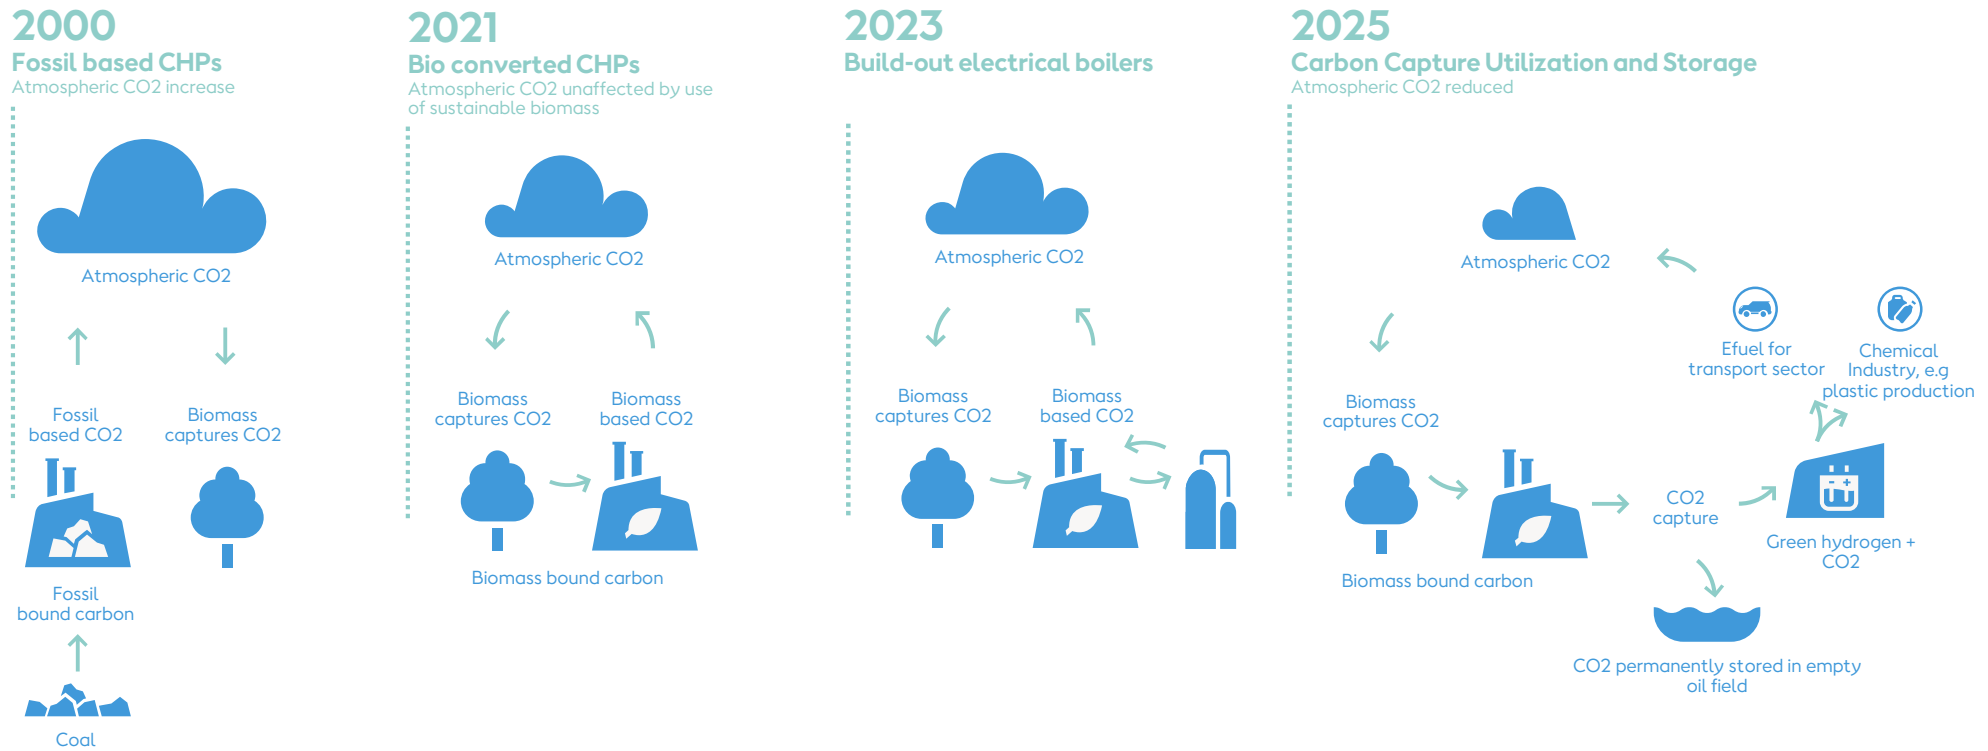 2000
Fossil based CHPs
Atmospheric CO2 increase
Atmospheric CO2
Fossil
based CO2
Biomass
captures CO2
Fossil
bound carbon
Coal
2021
Bio converted CHPs
Atmospheric CO2 unaffected by use
of sustainable biomass
Atmospheric CO2
Biomass
captures CO2
Biomass
based CO2
Biomass bound carbon
2023
Build-out electrical boilers
Atmospheric CO2
Biomass
captures CO2
Biomass
based CO2
2025
Carbon Capture Utilization and Storage
Atmospheric CO2 reduced
Atmospheric CO2
Efuel for
transport sector
Chemical
Industry, e.g
plastic production
Biomass
captures CO2
CO2
capture
Green hydrogen +
CO2
Biomass bound carbon
CO2 permanently stored in empty
oil field